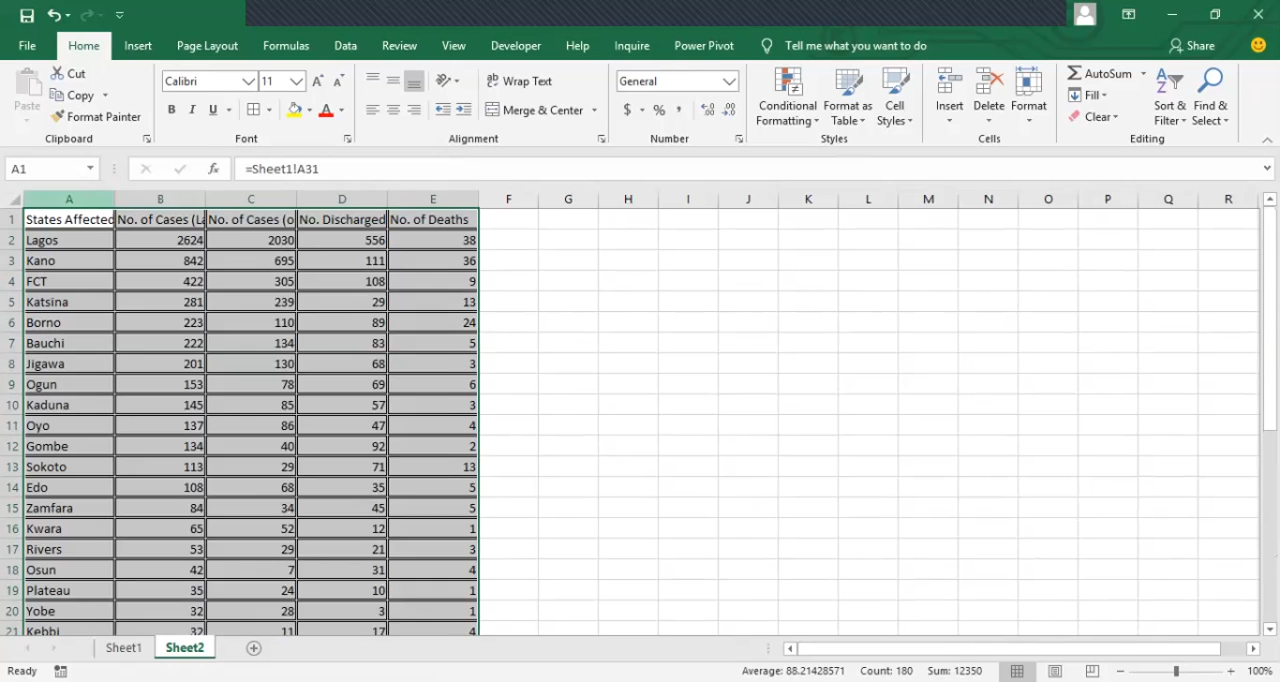 File Home Insert Page Layout Formulas Data Review View Developer Help Inquire Power Pivot Tell me what you want to do Share
Cut
Copy
Format Painter
Paste
Clipboard
Calibri 11
B I U
Font
Wrap Text
Merge & Center
Alignment
General
$ % ,
Number
Conditional Formatting
Format as Table
Cell Styles
Styles
Insert Delete Format
Cells
AutoSum
Fill
Clear
Sort & Filter
Find & Select
Editing
A1 fx =Sheet1!A31
A B C D E F G H I J K L M N O P Q R
1 States Affected No. of Cases (La No. of Cases (o No. Discharged No. of Deaths
2 Lagos 2624 2030 556 38
3 Kano 842 695 111 36
4 FCT 422 305 108 9
5 Katsina 281 239 29 13
6 Borno 223 110 89 24
7 Bauchi 222 134 83 5
8 Jigawa 201 130 68 3
9 Ogun 153 78 69 6
10 Kaduna 145 85 57 3
11 Oyo 137 86 47 4
12 Gombe 134 40 92 2
13 Sokoto 113 29 71 13
14 Edo 108 68 35 5
15 Zamfara 84 34 45 5
16 Kwara 65 52 12 1
17 Rivers 53 29 21 3
18 Osun 42 7 31 4
19 Plateau 35 24 10 1
20 Yobe 32 28 3 1
21 Kebbi 32 11 17 4
Sheet1 Sheet2
Ready Average: 88.21428571 Count: 180 Sum: 12350 100%